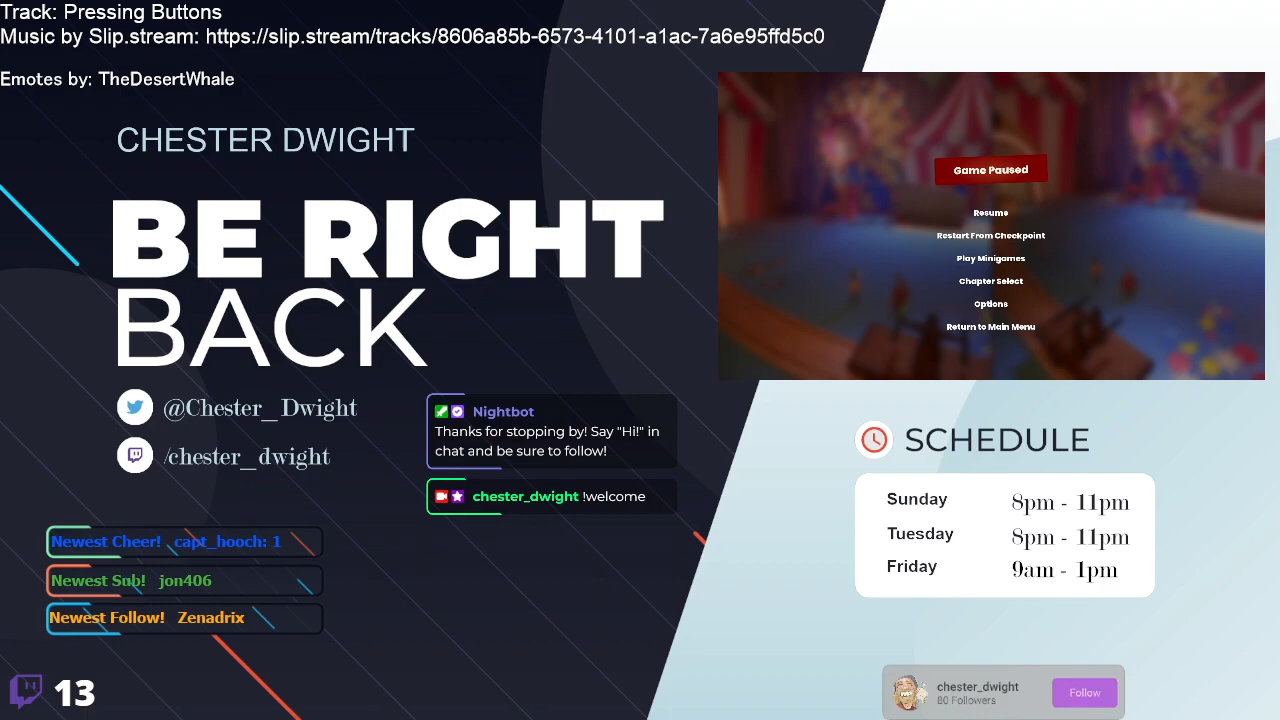 Track: Pressing Buttons
Music by Slip.stream: https://slip.stream/tracks/8606a85b-6573-4101-a1ac-7a6e95ffd5c0
Emotes by: TheDesertWhale
CHESTER DWIGHT
BE RIGHT
BACK
@Chester_Dwight
/chester_dwight
Nightbot
Thanks for stopping by! Say "Hi!" in
chat and be sure to follow!
chester_dwight !welcome
Newest Cheer! capt_hooch: 1
Newest Sub! jon406
Newest Follow! Zenadrix
13
Game Paused
Resume
Restart From Checkpoint
Play Minigames
Chapter Select
Options
Return to Main Menu
SCHEDULE
Sunday 8pm - 11pm
Tuesday 8pm - 11pm
Friday 9am - 1pm
chester_dwight
80 Followers
Follow